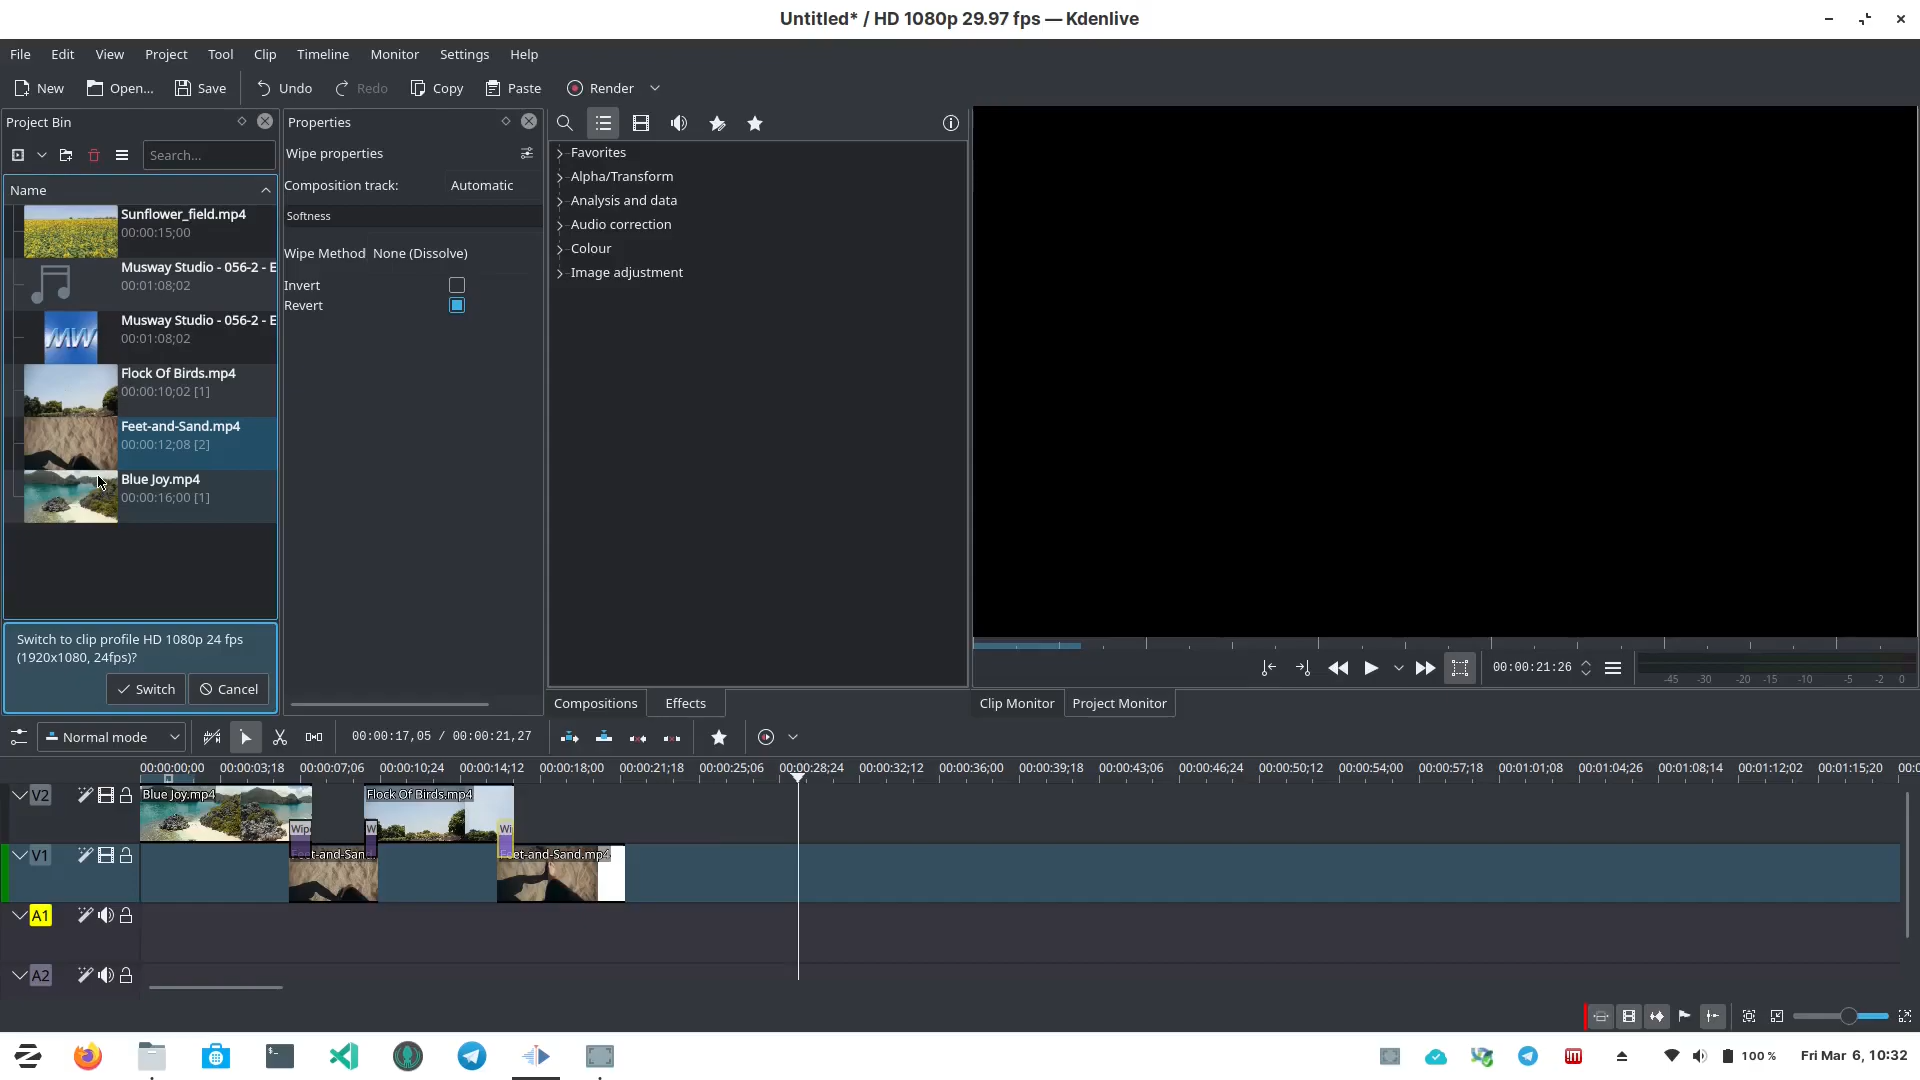 Untitled* / HD 1080p 29.97 fps — Kdenlive
File Edit View Project Tool Clip Timeline Monitor Settings Help
New Open... Save Undo Redo Copy Paste Render
Project Bin
Search...
Name
Sunflower_field.mp4
00:00:15;00
Musway Studio - 056-2 - E
00:01:08;02
Musway Studio - 056-2 - E
00:01:08;02
Flock Of Birds.mp4
00:00:10;02 [1]
Feet-and-Sand.mp4
00:00:12;08 [2]
Blue Joy.mp4
00:00:16;00 [1]
Switch to clip profile HD 1080p 24 fps
(1920x1080, 24fps)?
Switch Cancel
Properties
Wipe properties
Composition track: Automatic
Softness
Wipe Method None (Dissolve)
Invert
Revert
Favorites
Alpha/Transform
Analysis and data
Audio correction
Colour
Image adjustment
Compositions Effects
00:00:21:26
-45 -30 -20 -15 -10 -5 -2 0
Clip Monitor Project Monitor
Normal mode
00:00:17,05 / 00:00:21,27
00:00:00;00 00:00:03;18 00:00:07;06 00:00:10;24 00:00:14;12 00:00:18;00 00:00:21;18 00:00:25;06 00:00:28;24 00:00:32;12 00:00:36;00 00:00:39;18 00:00:43;06 00:00:46;24 00:00:50;12 00:00:54;00 00:00:57;18 00:01:01;08 00:01:04;26 00:01:08;14 00:01:12;02 00:01:15;20 00:0
V2
Blue Joy.mp4
Flock Of Birds.mp4
Wip W Wi
V1
Feet-and-Sand.
Feet-and-Sand.mp4
A1
A2
100 %
Fri Mar 6, 10:32